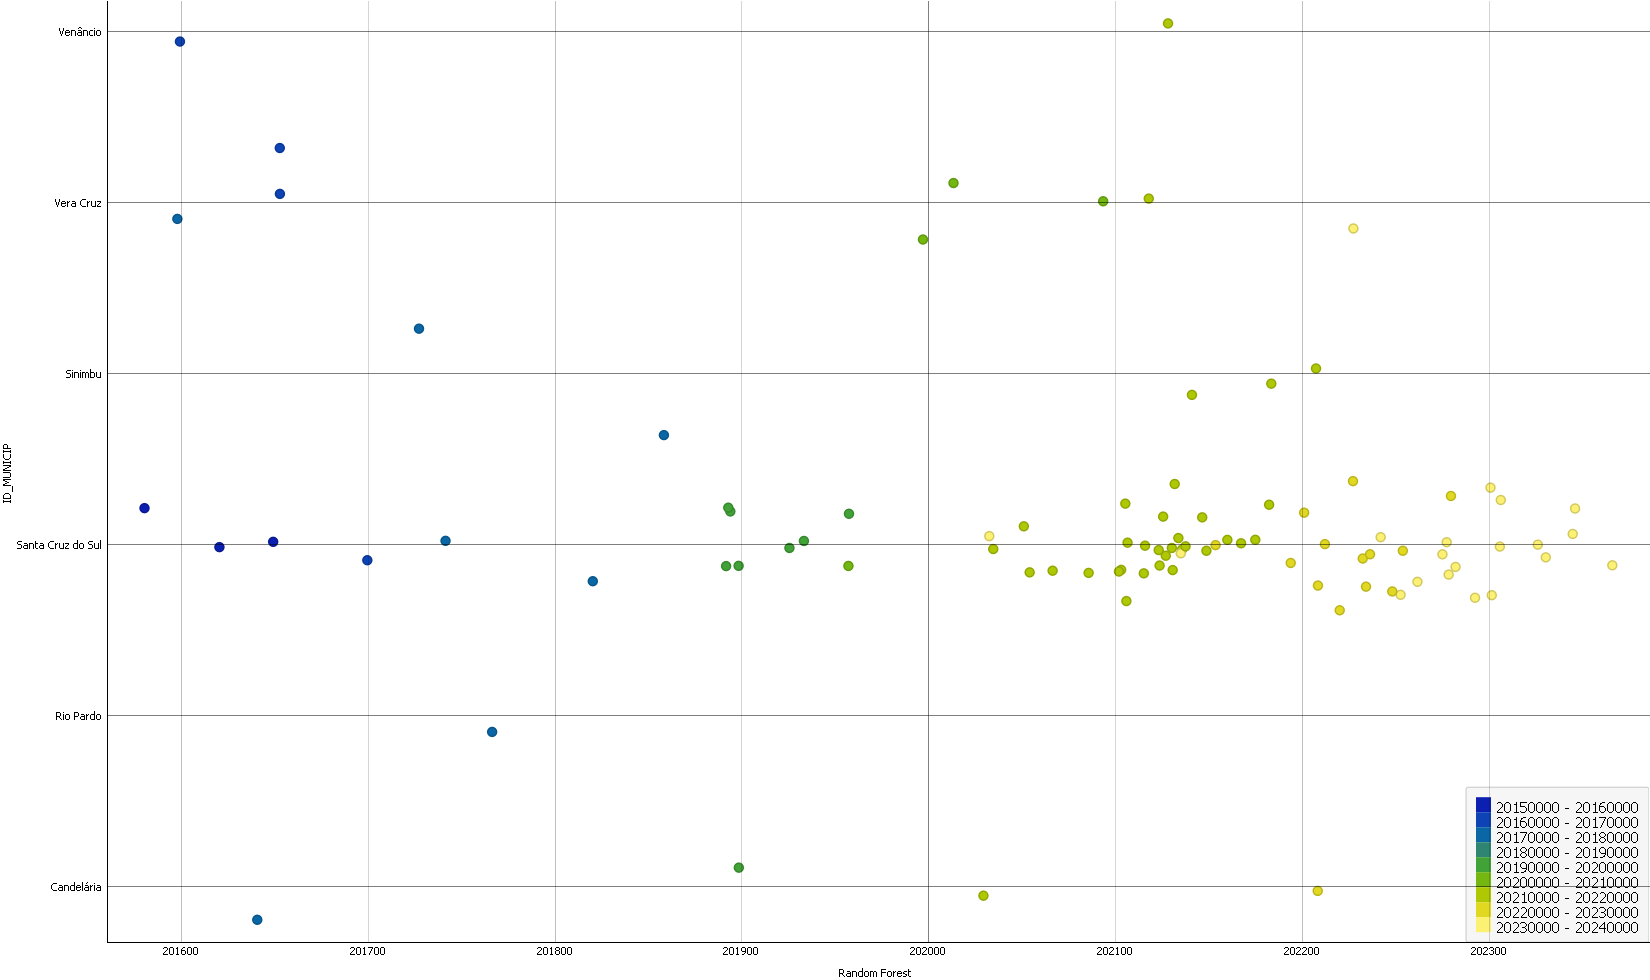 Venâncio
Vera Cruz
Sinimbu
Santa Cruz do Sul
Rio Pardo
Candelária
ID_MUNICIP
20150000 - 20160000
20160000 - 20170000
20170000 - 20180000
20180000 - 20190000
20190000 - 20200000
20200000 - 20210000
20210000 - 20220000
20220000 - 20230000
20230000 - 20240000
201600 201700 201800 201900 202000 202100 202200 202300
Random Forest